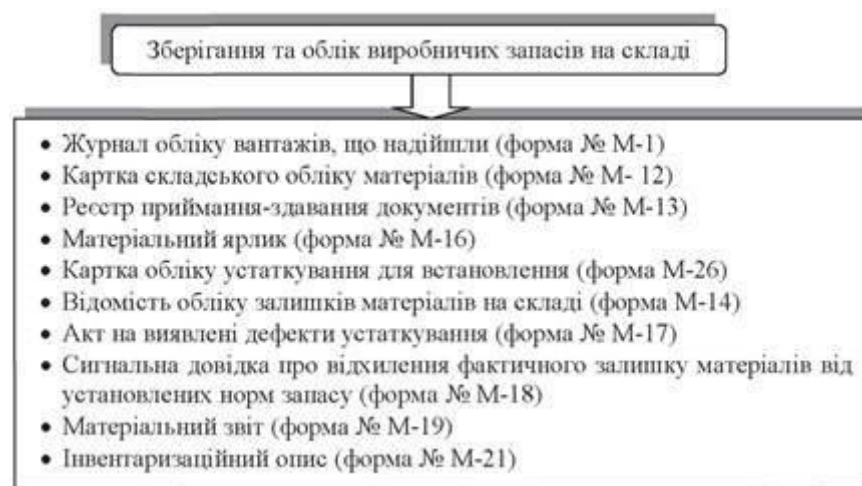 Зберігання та облік виробничих запасів на складі
• Журнал обліку вантажів, що надійшли (форма № М-1)
• Картка складського обліку матеріалів (форма № М- 12)
• Реєстр приймання-здавання документів (форма № М-13)
• Матеріальний ярлик (форма № М-16)
• Картка обліку устаткування для встановлення (форма М-26)
• Відомість обліку залишків матеріалів на складі (форма М-14)
• Акт на виявлені дефекти устаткування (форма № М-17)
• Сигнальна довідка про відхилення фактичного залишку матеріалів від
установлених норм запасу (форма № М-18)
• Матеріальний звіт (форма № М-19)
• Інвентаризаційний опис (форма № М-21)